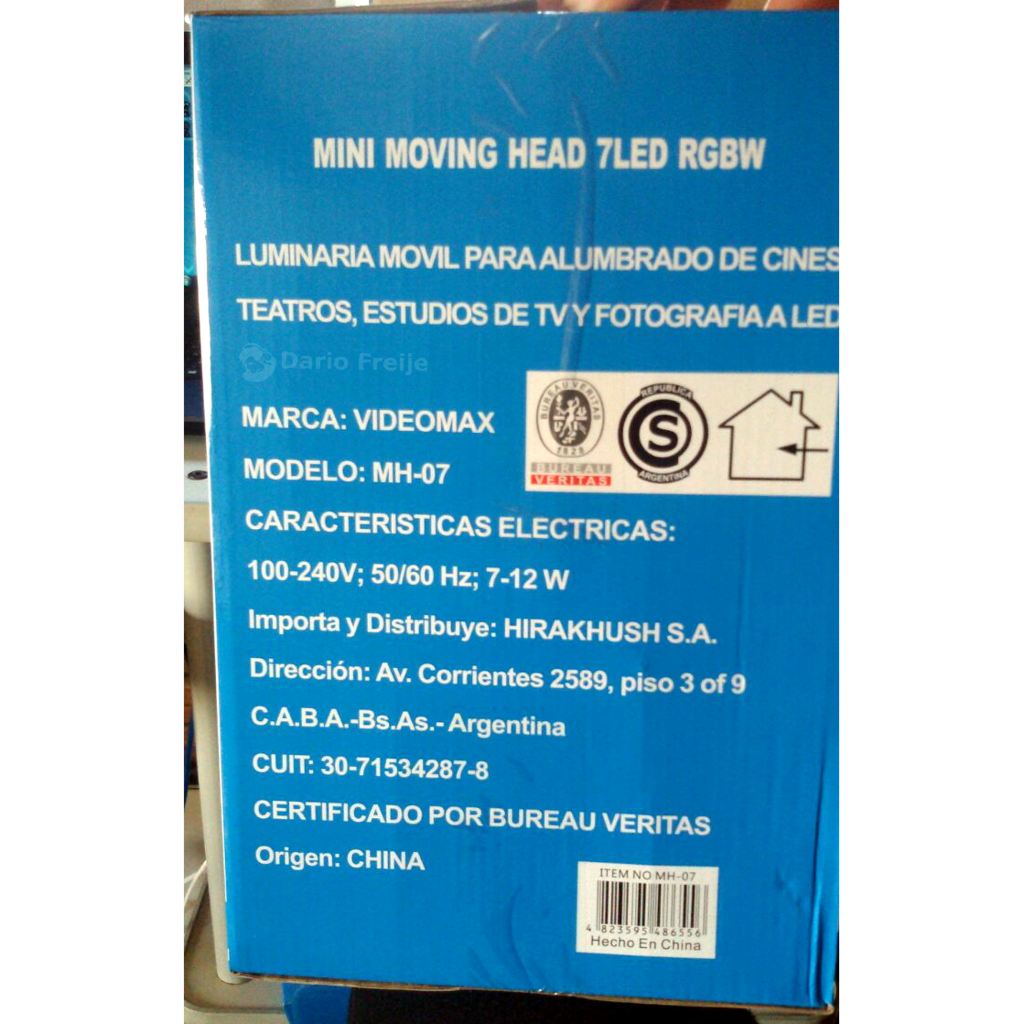 MINI MOVING HEAD 7LED RGBW
LUMINARIA MOVIL PARA ALUMBRADO DE CINES
TEATROS, ESTUDIOS DE TV Y FOTOGRAFIA A LED
Dario Freije
BUREAU VERITAS
1828
BUREAU
VERITAS
REPUBLICA
S
ARGENTINA
MARCA: VIDEOMAX
MODELO: MH-07
CARACTERISTICAS ELECTRICAS:
100-240V; 50/60 Hz; 7-12 W
Importa y Distribuye: HIRAKHUSH S.A.
Dirección: Av. Corrientes 2589, piso 3 of 9
C.A.B.A.-Bs.As.- Argentina
CUIT: 30-71534287-8
CERTIFICADO POR BUREAU VERITAS
Origen: CHINA
ITEM NO MH-07
4 823595 486556
Hecho En China